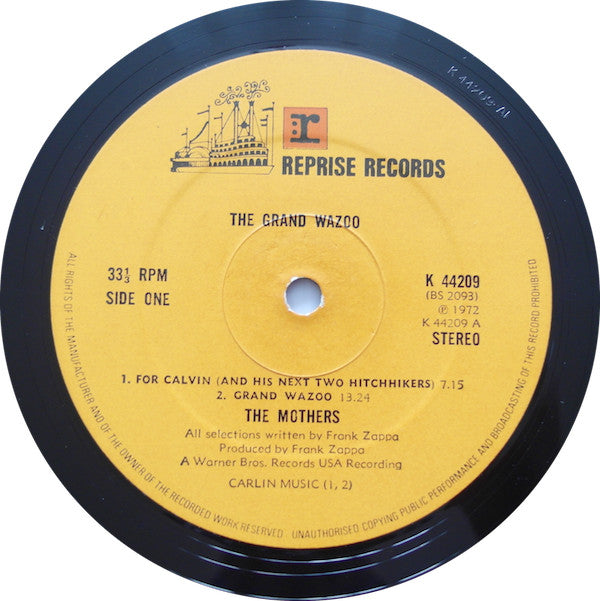 K 44209 A1
r
REPRISE RECORDS
THE GRAND WAZOO
33⅓ RPM
SIDE ONE
K 44209
(BS 2093)
℗ 1972
K 44209 A
STEREO
1. FOR CALVIN (AND HIS NEXT TWO HITCHHIKERS) 7.15
2. GRAND WAZOO 13.24
THE MOTHERS
All selections written by Frank Zappa
Produced by Frank Zappa
A Warner Bros. Records USA Recording
CARLIN MUSIC (1, 2)
ALL RIGHTS OF THE MANUFACTURER AND OF THE OWNER OF THE RECORDED WORK RESERVED . UNAUTHORISED COPYING PUBLIC PERFORMANCE AND BROADCASTING OF THIS RECORD PROHIBITED